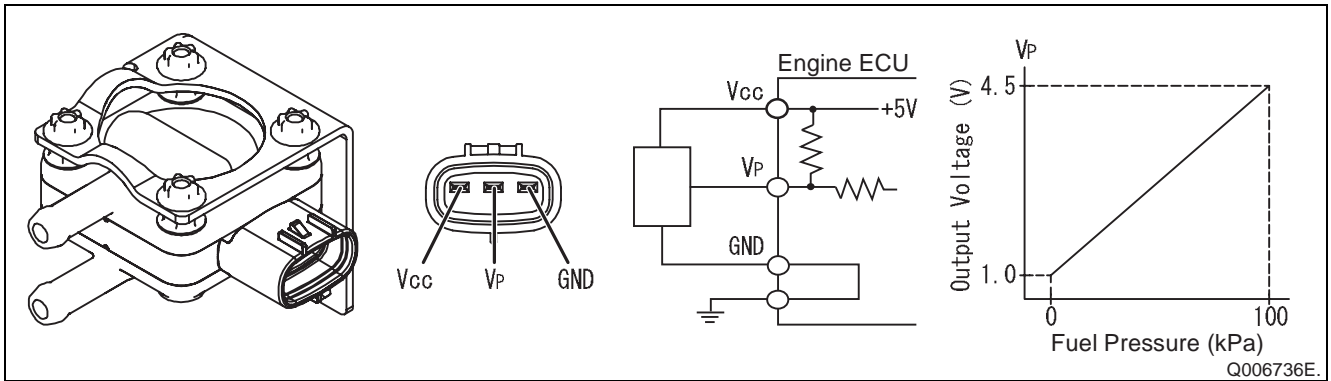 Vcc
VP
GND
Engine ECU
Vcc
+5V
VP
GND
VP
Output Voltage (V)
4.5
1.0
0
100
Fuel Pressure (kPa)
Q006736E.